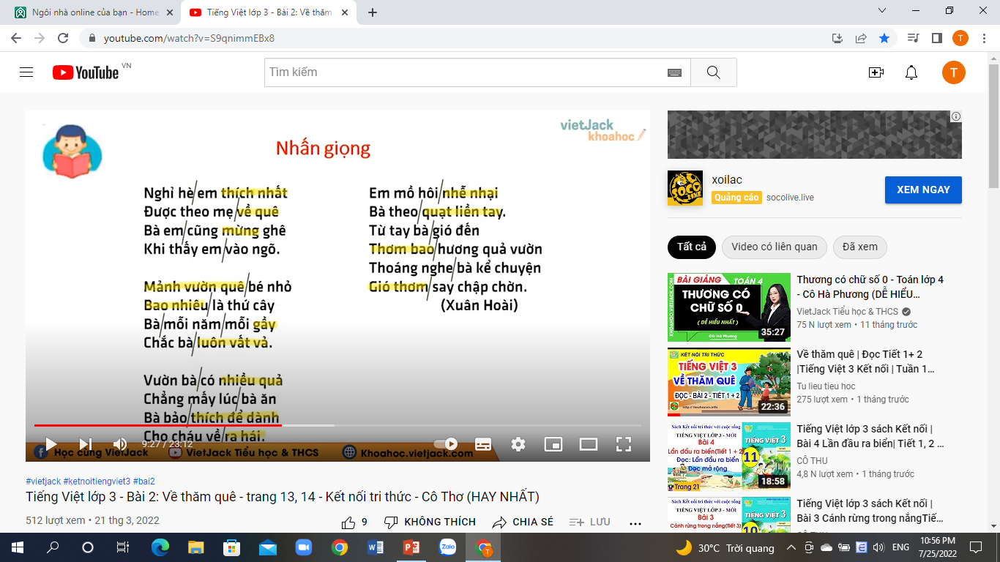 Ngôi nhà online của bạn - Home
Tiếng Việt lớp 3 - Bài 2: Về thăm
youtube.com/watch?v=S9qnimmEBx8
T
YouTube VN
Tìm kiếm
T
vietJack
khoahoc
Nhấn giọng
Nghỉ hè/em thích nhất
Được theo mẹ/về quê
Bà em/cũng mừng ghê
Khi thấy em/vào ngõ.
Mảnh vườn quê/bé nhỏ
Bao nhiêu/là thứ cây
Bà/mỗi năm/mỗi gầy
Chắc bà/luôn vất vả.
Vườn bà/có nhiều quả
Chẳng mấy lúc/bà ăn
Bà bảo/thích để dành
Cho cháu về/ra hái.
Em mồ hôi/nhễ nhại
Bà theo/quạt liền tay.
Từ tay bà/gió đến
Thơm bao/hương quả vườn
Thoáng nghe/bà kể chuyện
Gió thơm/say chập chờn.
(Xuân Hoài)
9:27 / 23:12
Học cùng VietJack
VietJack Tiểu học & THCS
Khoahoc.vietjack.com
#vietjack #ketnoitiengviet3 #bai2
Tiếng Việt lớp 3 - Bài 2: Về thăm quê - trang 13, 14 - Kết nối tri thức - Cô Thơ (HAY NHẤT)
512 lượt xem • 21 thg 3, 2022
9
KHÔNG THÍCH
CHIA SẺ
LƯU
SOCO
LIVE
xoilac
Quảng cáo socolive.live
XEM NGAY
Tất cả
Video có liên quan
Đã xem
BÀI GIẢNG TOÁN 4
THƯƠNG CÓ
CHỮ SỐ 0
( DỄ HIỂU NHẤT )
Cô: Hà Phương
KHOAHOC.VIETJACK.COM
35:27
Thương có chữ số 0 - Toán lớp 4
- Cô Hà Phương (DỄ HIỂU...
VietJack Tiểu học & THCS
75 N lượt xem • 11 tháng trước
KẾT NỐI TRI THỨC
TIẾNG VIỆT 3
VỀ THĂM QUÊ
ĐỌC - BÀI 2 - TIẾT 1 + 2
http://tieuhocvn.info
22:36
Về thăm quê | Đọc Tiết 1+ 2
|Tiếng Việt 3 Kết nối | Tuần 1...
Tu lieu tieu hoc
275 lượt xem • 1 tháng trước
Sách Kết nối tri thức với cuộc sống
TIẾNG VIỆT LỚP 3 - MỚI
Bài 4
Lần đầu ra biển(Tiết 1 + 2
Đọc: Lần đầu ra biển
Đọc mở rộng
Trang 21
TIẾNG VIỆT 3
11
18:58
Tiếng Việt lớp 3 sách Kết nối |
Bài 4 Lần đầu ra biển| Tiết 1, 2 ...
CÔ THU
4,8 N lượt xem • 1 tháng trước
Sách Kết nối tri thức với cuộc sống
TIẾNG VIỆT LỚP 3 - MỚI
Bài 3
Cánh rừng trong nắng(Tiết 3)
TIẾNG VIỆT 3
10
Tiếng Việt lớp 3 sách Kết nối |
Bài 3 Cánh rừng trong nắngTiế...
CÔ THU
Zalo
30°C Trời quang
ENG
10:56 PM
7/25/2022